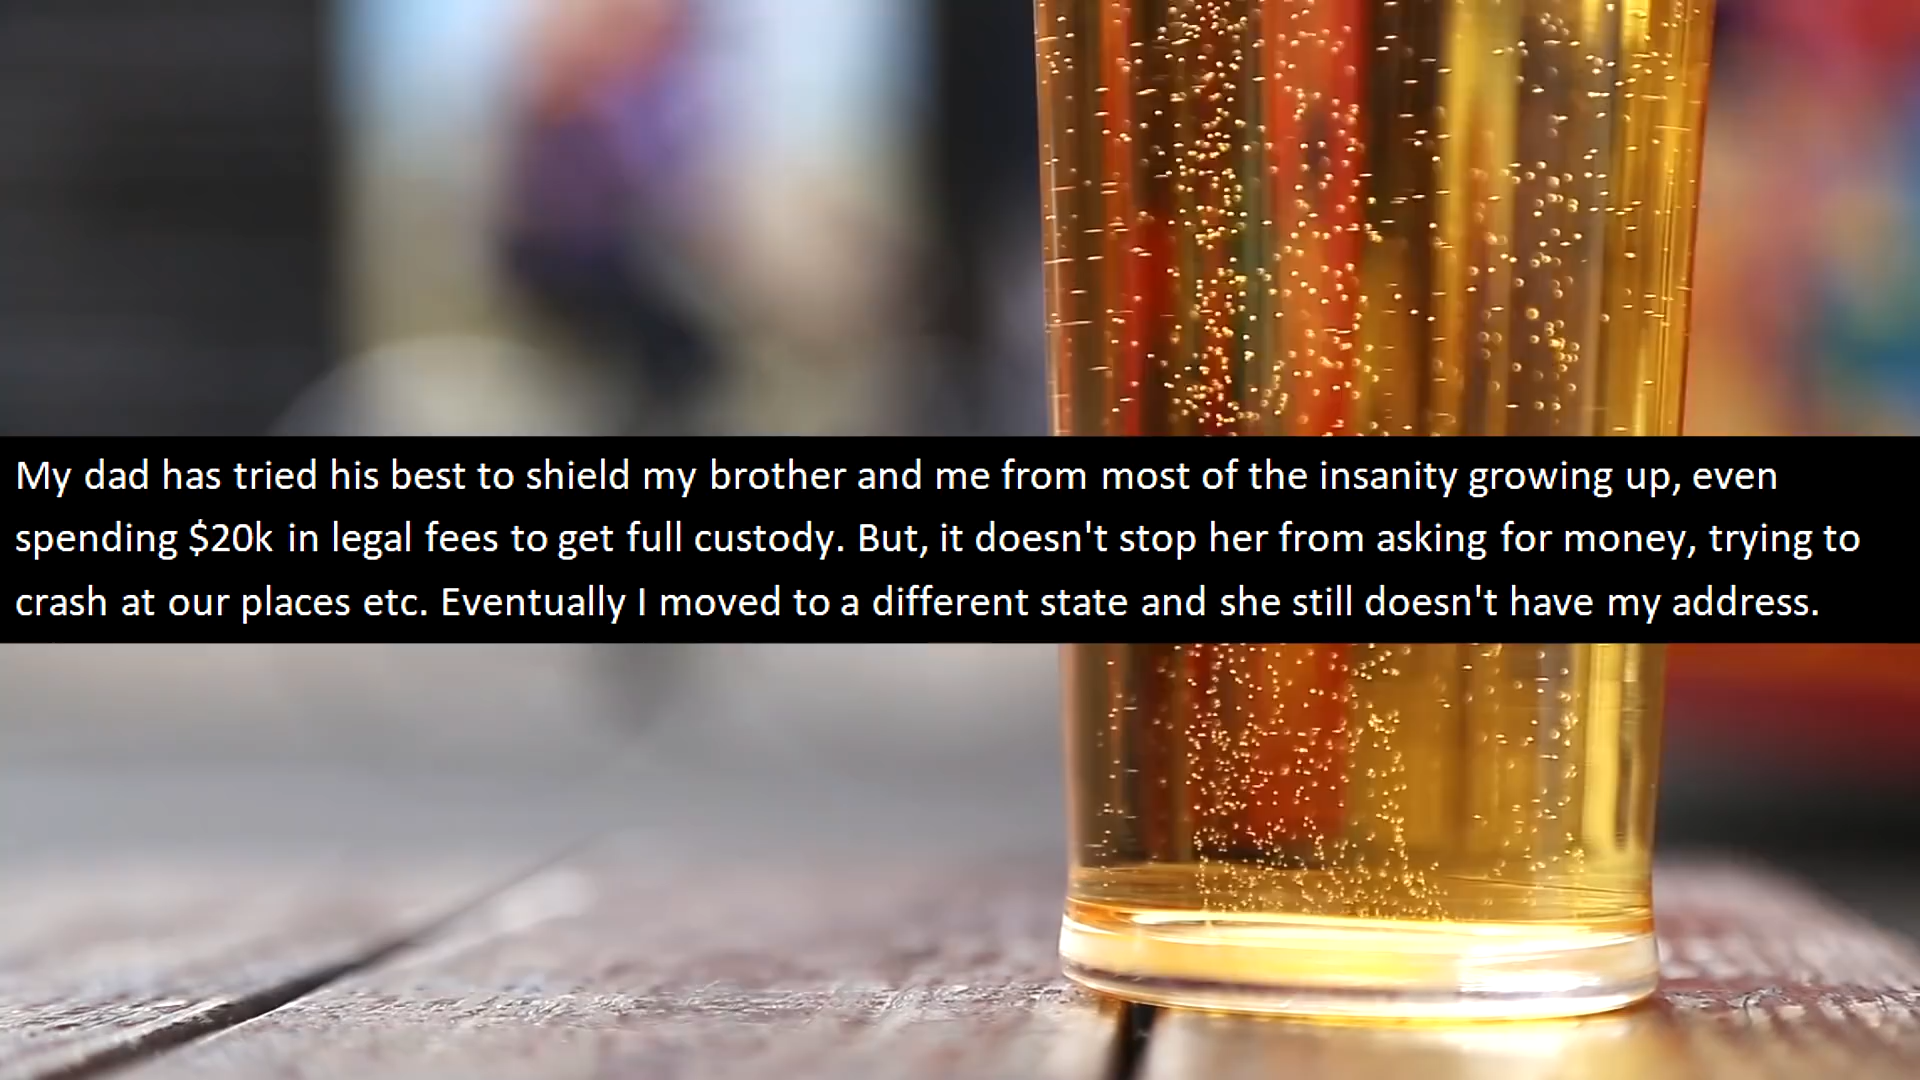 My dad has tried his best to shield my brother and me from most of the insanity growing up, even
spending $20k in legal fees to get full custody. But, it doesn't stop her from asking for money, trying to
crash at our places etc. Eventually I moved to a different state and she still doesn't have my address.